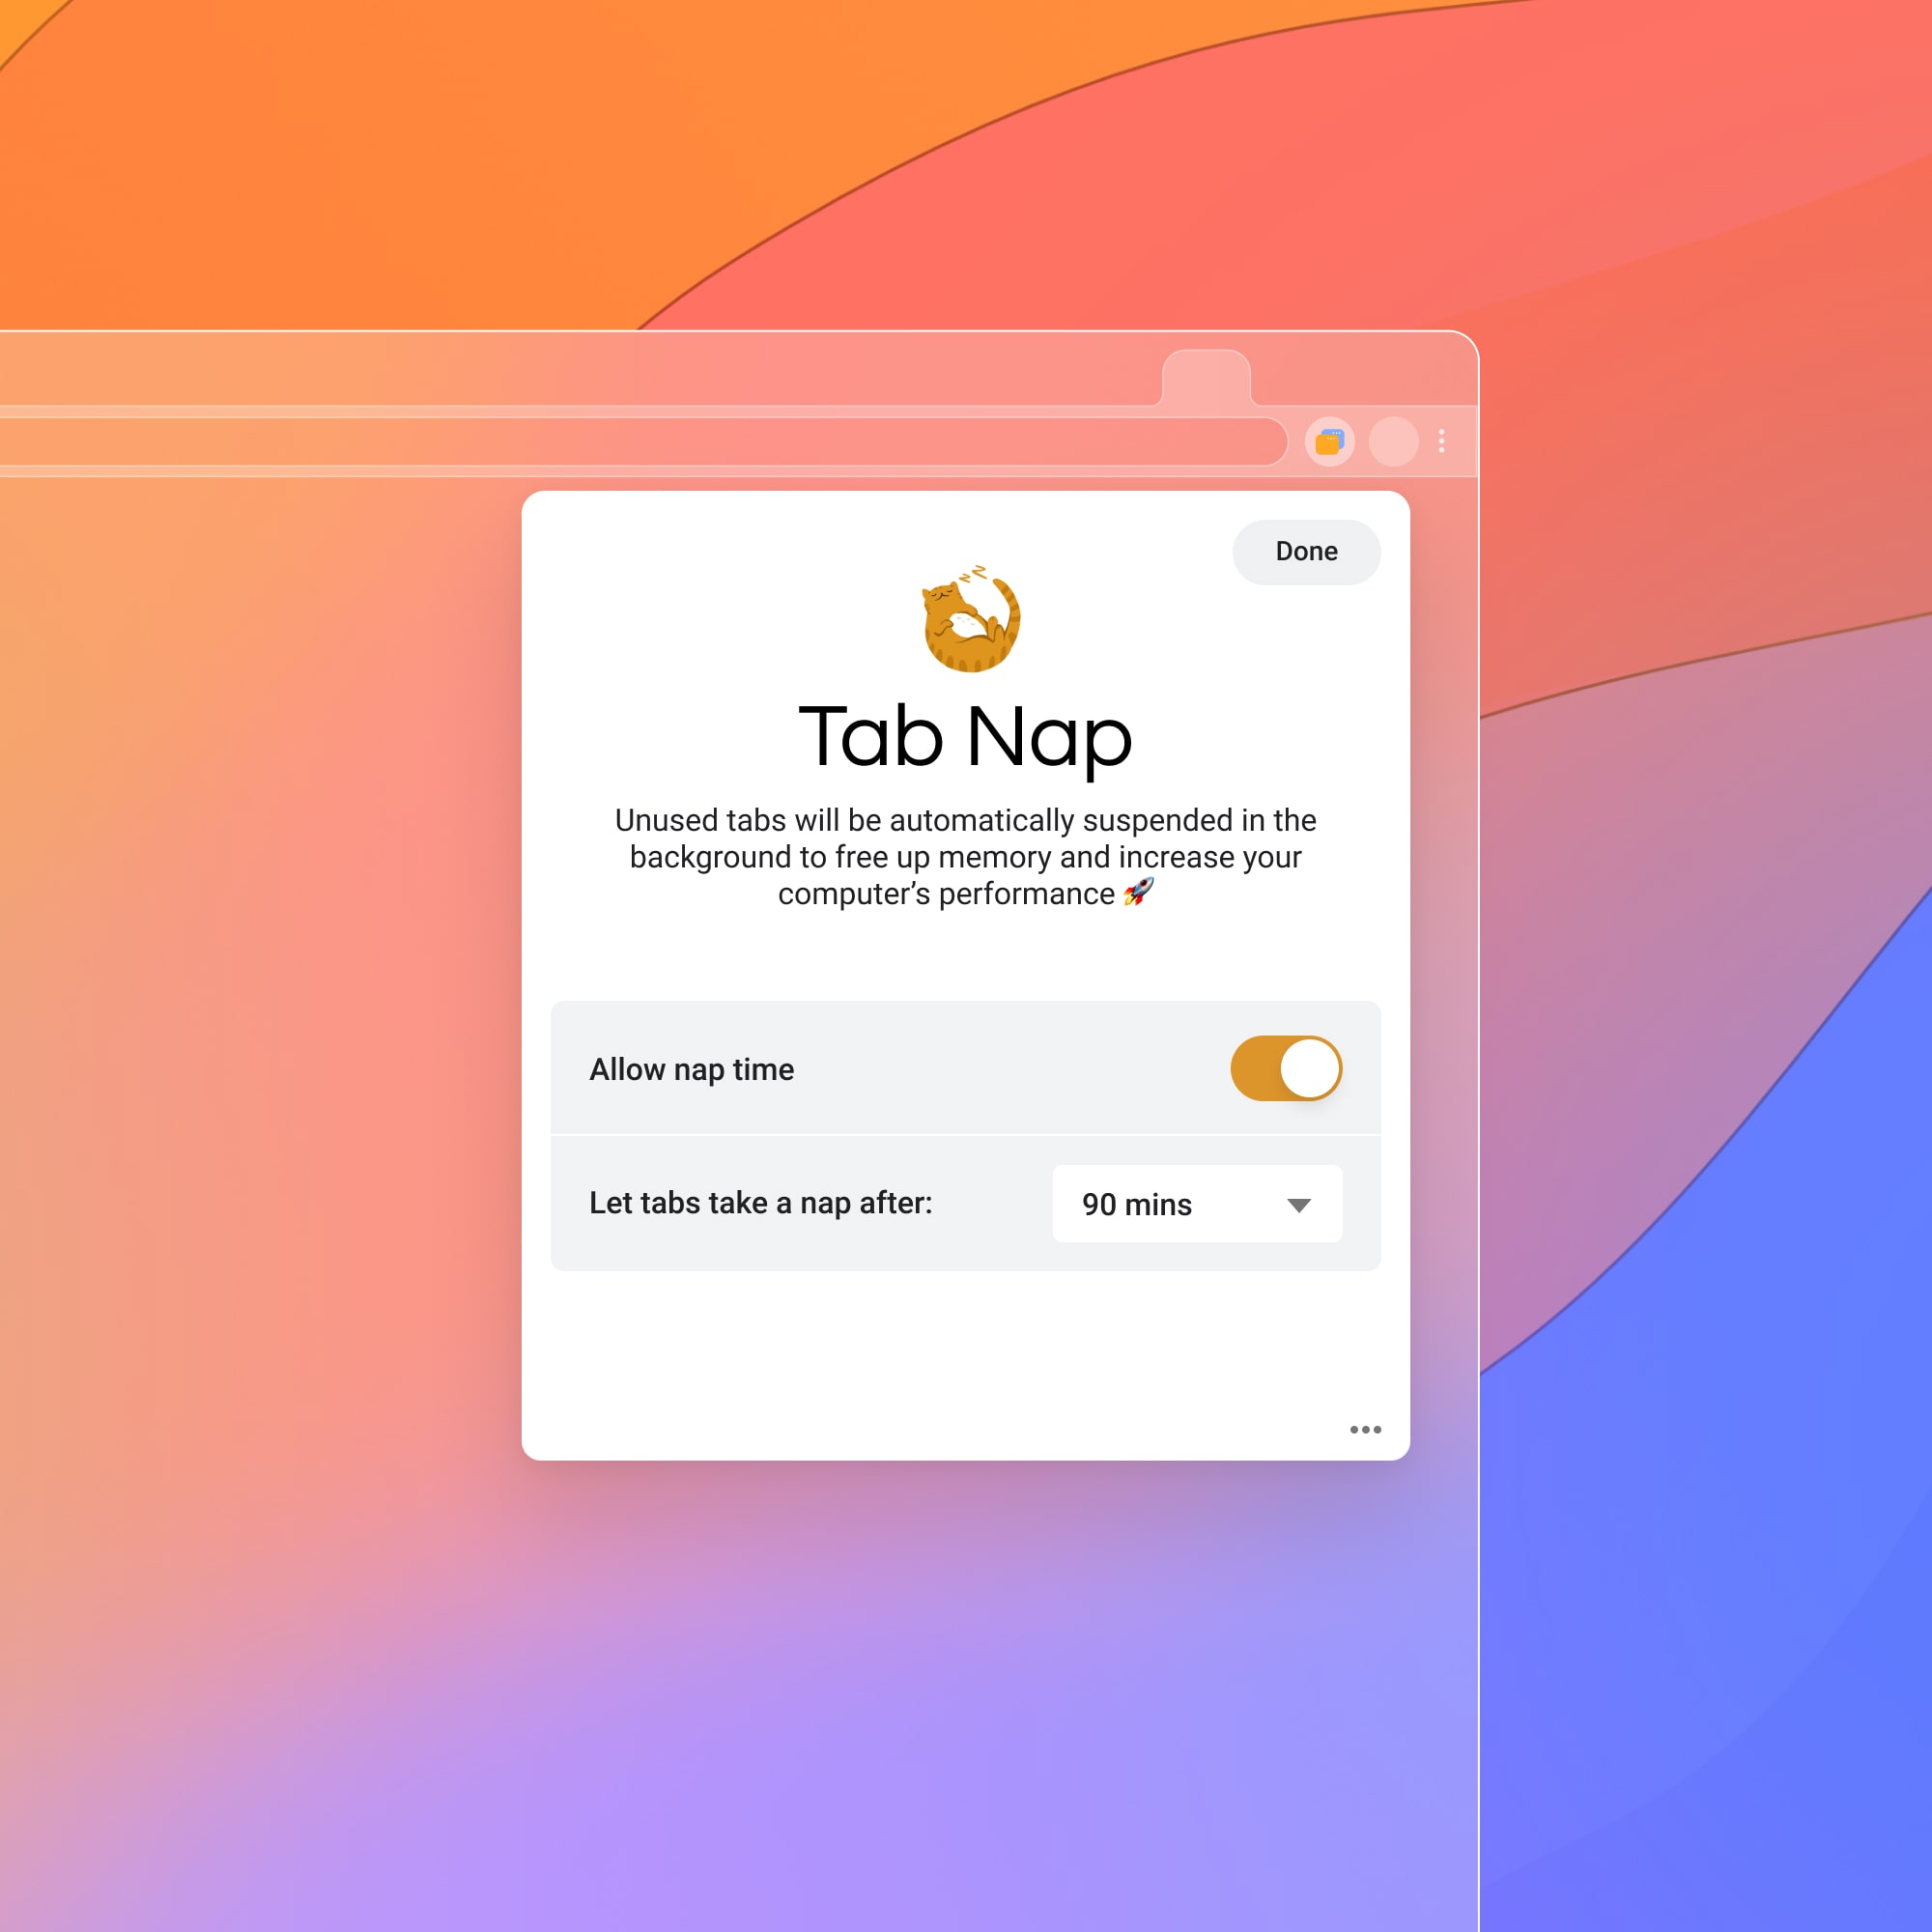 Done
z z
Tab Nap
Unused tabs will be automatically suspended in the
background to free up memory and increase your
computer’s performance 🚀
Allow nap time
Let tabs take a nap after:
90 mins